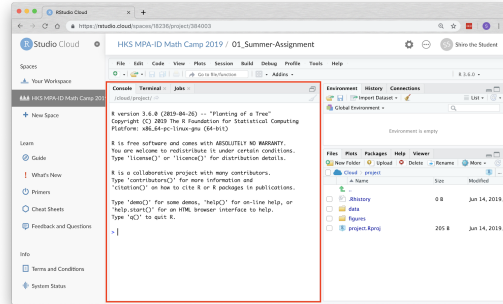 RStudio Cloud
https://rstudio.cloud/spaces/18236/project/384003
R Studio Cloud
HKS MPA-ID Math Camp 2019 / 01_Summer-Assignment
Shiro the Student
Spaces
Your Workspace
HKS MPA-ID Math Camp 2019
New Space
Learn
Guide
What's New
Primers
Cheat Sheets
Feedback and Questions
Info
Terms and Conditions
System Status
File Edit Code View Plots Session Build Debug Profile Tools Help
Go to file/function
Addins
R 3.6.0
Console Terminal Jobs
/cloud/project/
R version 3.6.0 (2019-04-26) -- "Planting of a Tree"
Copyright (C) 2019 The R Foundation for Statistical Computing
Platform: x86_64-pc-linux-gnu (64-bit)
R is free software and comes with ABSOLUTELY NO WARRANTY.
You are welcome to redistribute it under certain conditions.
Type 'license()' or 'licence()' for distribution details.
R is a collaborative project with many contributors.
Type 'contributors()' for more information and
'citation()' on how to cite R or R packages in publications.
Type 'demo()' for some demos, 'help()' for on-line help, or
'help.start()' for an HTML browser interface to help.
Type 'q()' to quit R.
>
Environment History Connections
Import Dataset
List
Global Environment
Environment is empty
Files Plots Packages Help Viewer
New Folder Upload Delete Rename More
Cloud project
Name Size Modified
..
.Rhistory 0 B Jun 14, 2019,
data
figures
project.Rproj 205 B Jun 14, 2019,